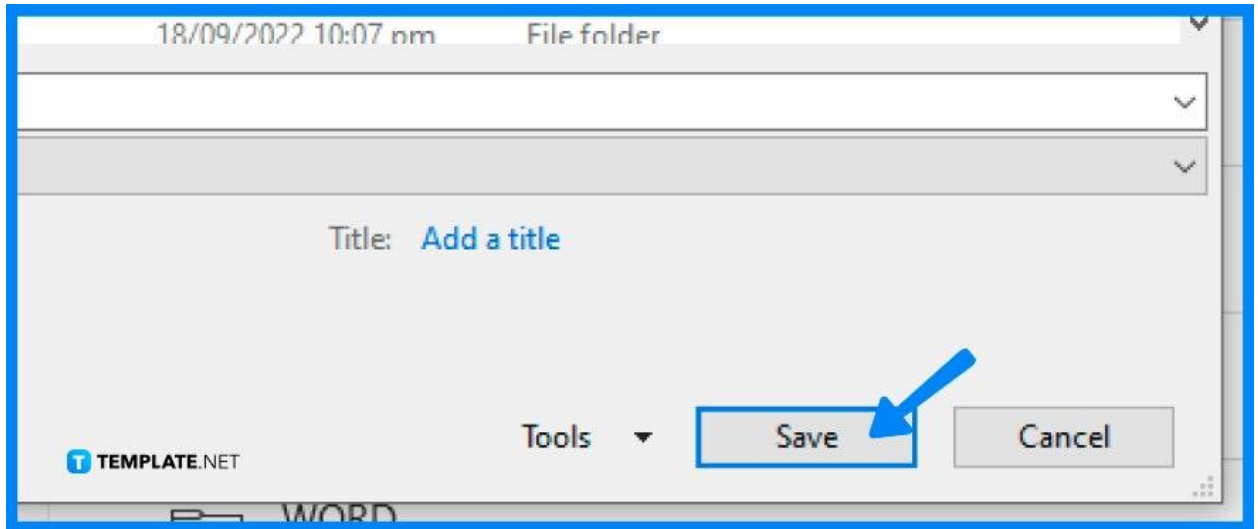 18/09/2022 10:07 pm File folder
Title: Add a title
Tools Save Cancel
T TEMPLATE.NET
WORD